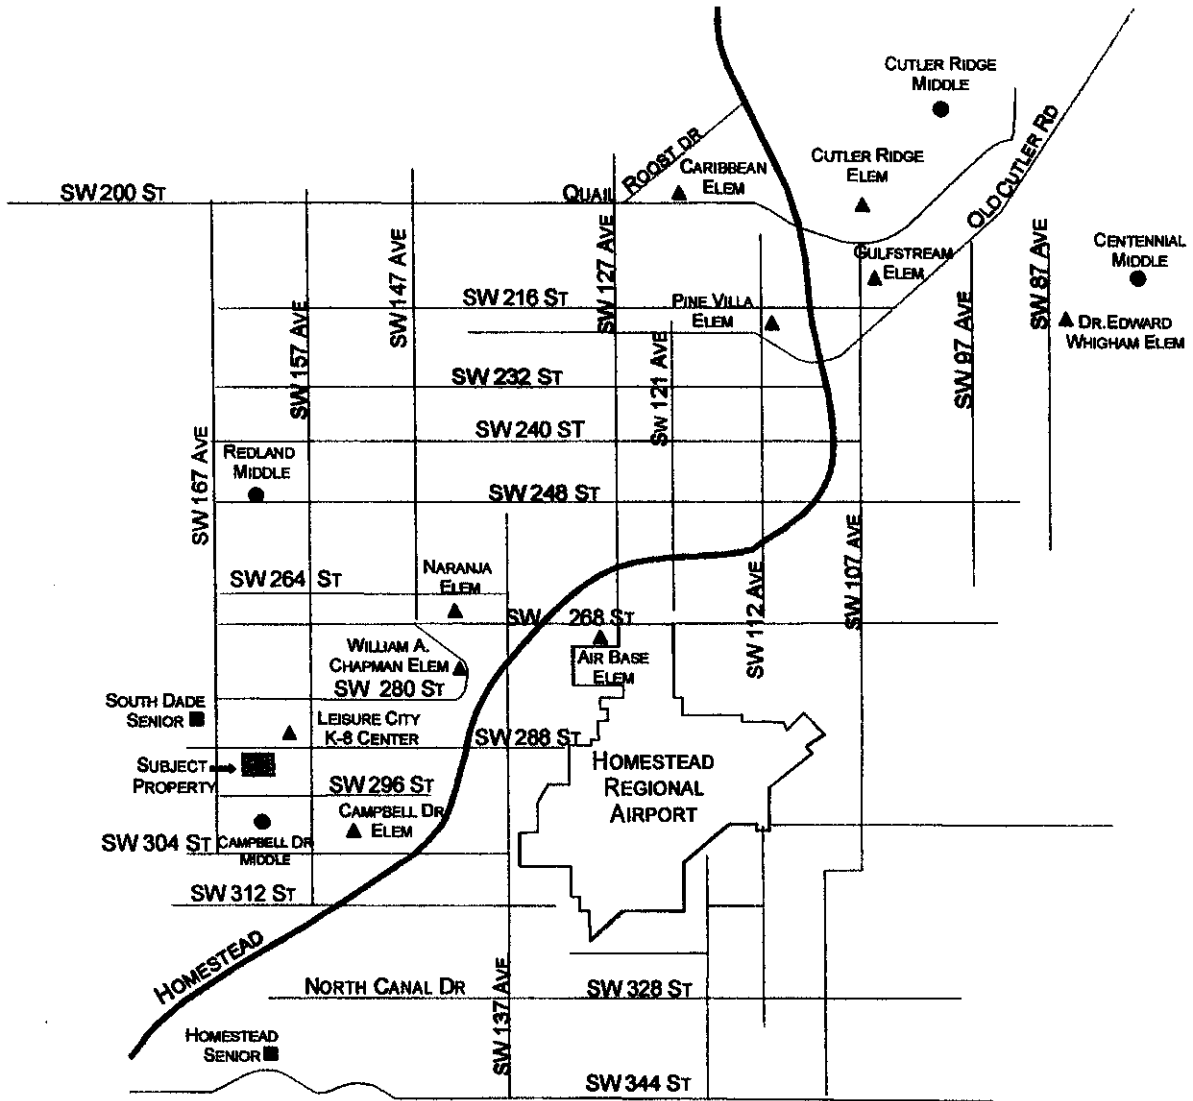 CUTLER RIDGE
MIDDLE
ROOST DR
CARIBBEAN
ELEM
CUTLER RIDGE
ELEM
OLD CUTLER RD
SW 200 ST
QUAIL
SW 147 AVE
SW 127 AVE
GULFSTREAM
ELEM
SW 87 AVE
CENTENNIAL
MIDDLE
SW 216 ST
PINE VILLA
ELEM
DR. EDWARD
WHIGHAM ELEM
SW 157 AVE
SW 121 AVE
SW 97 AVE
SW 232 ST
SW 240 ST
REDLAND
MIDDLE
SW 167 AVE
SW 248 ST
SW 107 AVE
SW 264 ST
NARANJA
ELEM
SW 112 AVE
SW 268 ST
WILLIAM A.
CHAPMAN ELEM
AIR BASE
ELEM
SW 280 ST
SOUTH DADE
SENIOR
LEISURE CITY
K-8 CENTER
SW 288 ST
SUBJECT
PROPERTY
HOMESTEAD
REGIONAL
AIRPORT
SW 296 ST
CAMPBELL DR
ELEM
SW 304 ST
CAMPBELL DR
MIDDLE
SW 312 ST
HOMESTEAD
SW 137 AVE
NORTH CANAL DR
SW 328 ST
HOMESTEAD
SENIOR
SW 344 ST